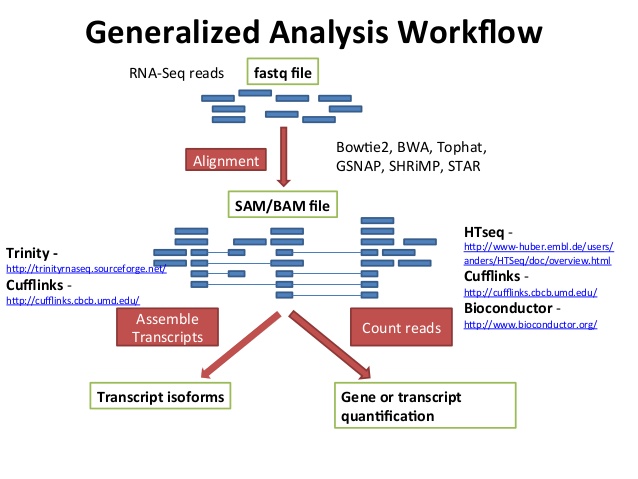 Generalized Analysis Workflow
RNA-Seq reads
fastq file
Alignment
Bowtie2, BWA, Tophat,
GSNAP, SHRiMP, STAR
SAM/BAM file
Trinity -
http://trinityrnaseq.sourceforge.net/
Cufflinks -
http://cufflinks.cbcb.umd.edu/
HTseq -
http://www-huber.embl.de/users/
anders/HTSeq/doc/overview.html
Cufflinks -
http://cufflinks.cbcb.umd.edu/
Bioconductor -
http://www.bioconductor.org/
Assemble
Transcripts
Count reads
Transcript isoforms
Gene or transcript
quantification